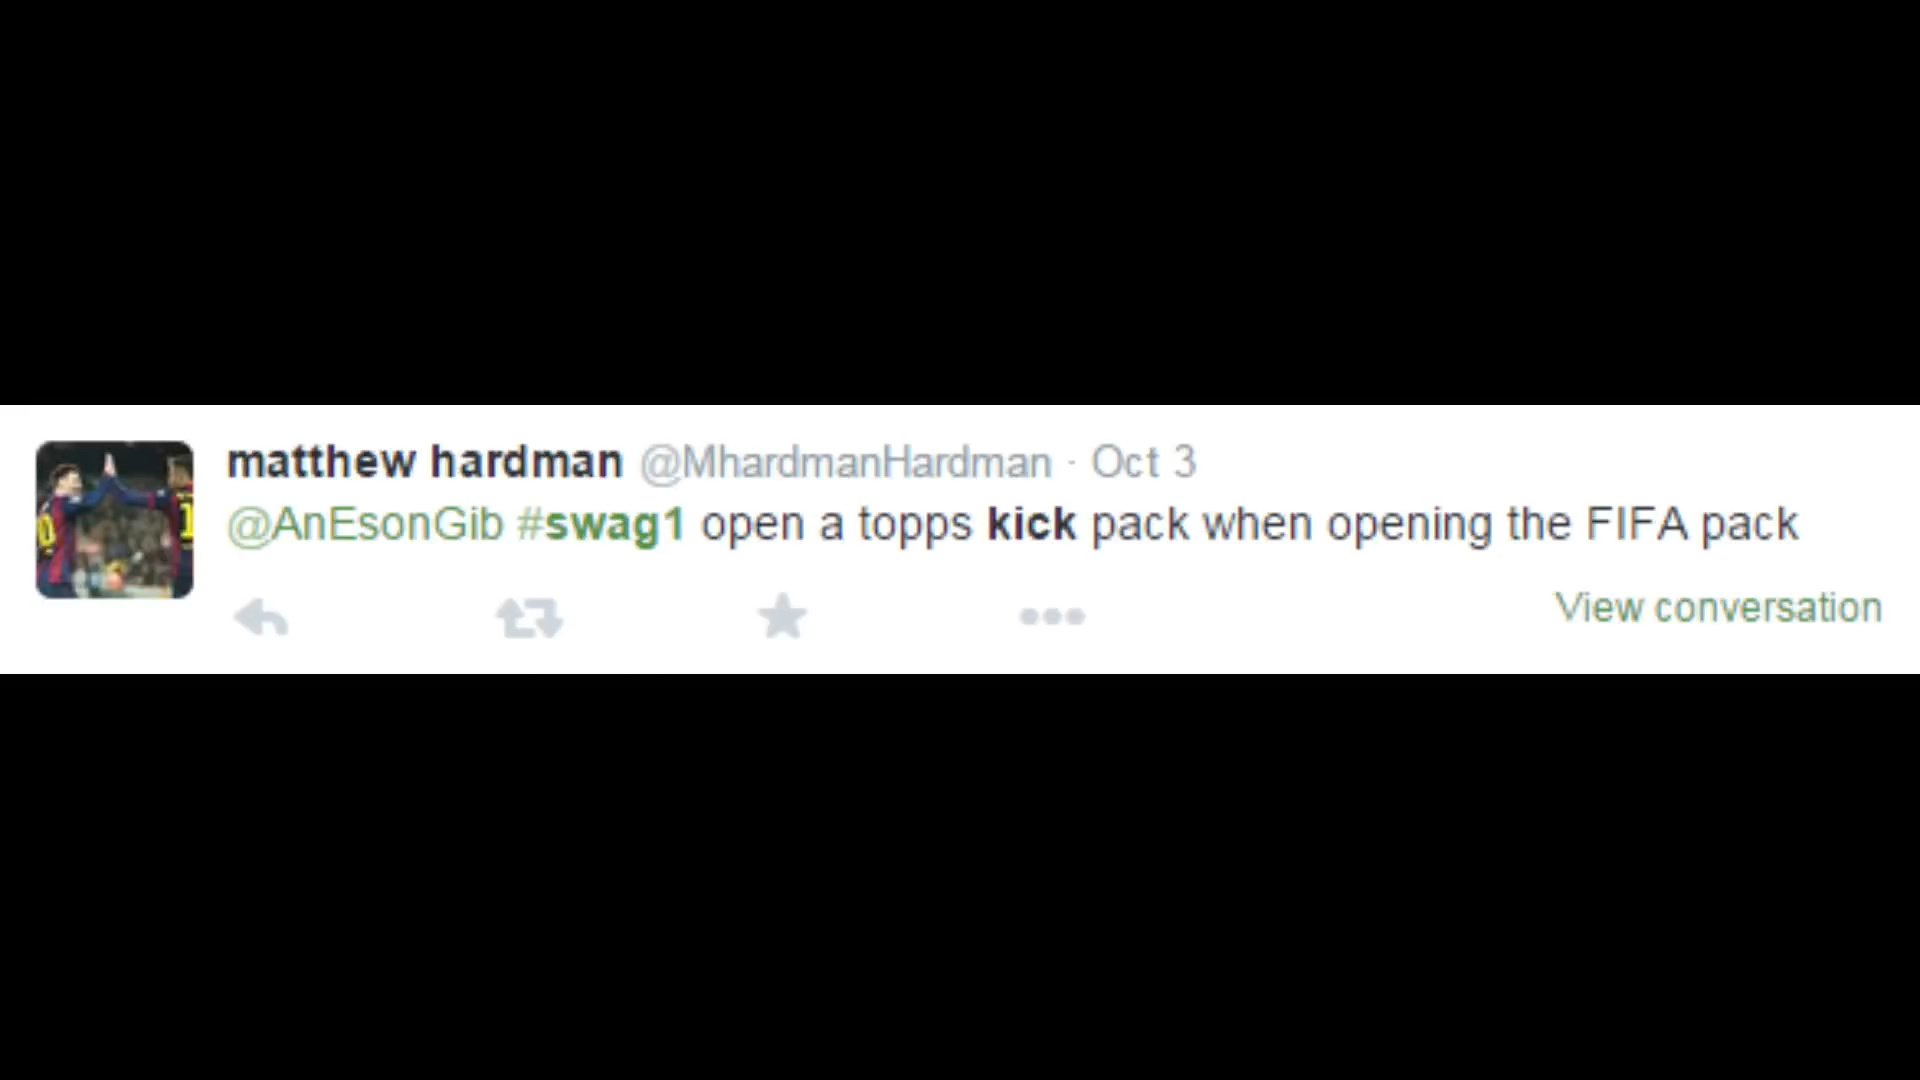 matthew hardman @MhardmanHardman · Oct 3
@AnEsonGib #swag1 open a topps kick pack when opening the FIFA pack
View conversation